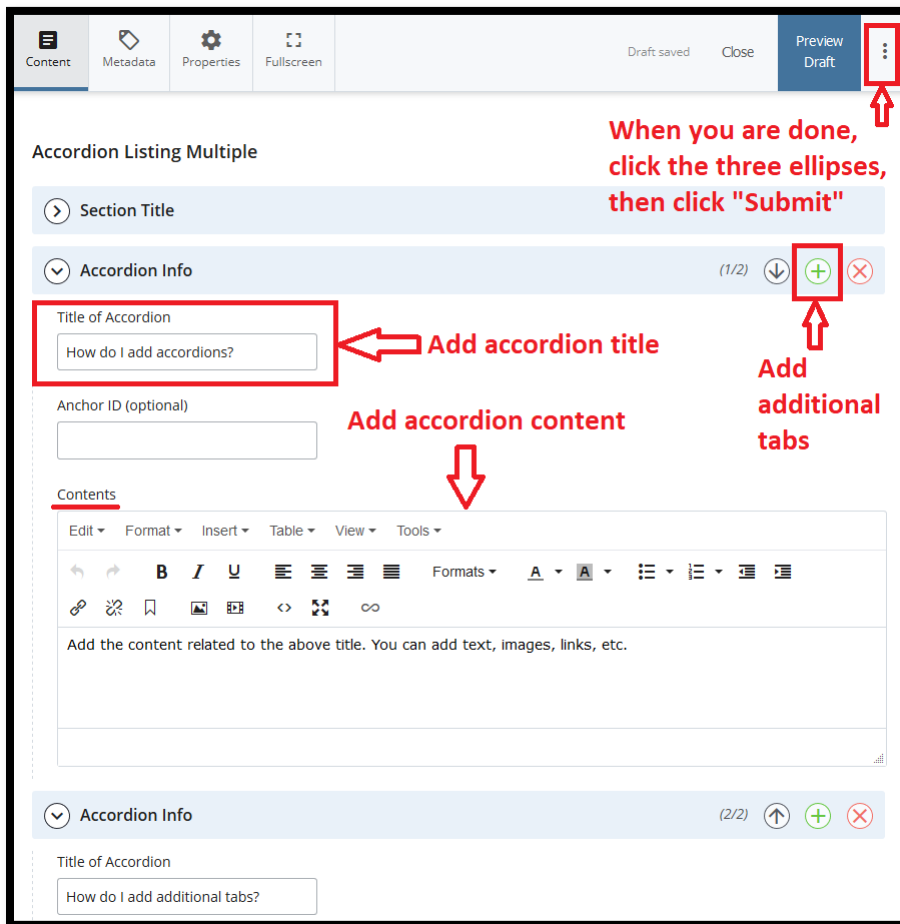 Content
Metadata
Properties
Fullscreen
Draft saved
Close
Preview
Draft
When you are done,
click the three ellipses,
then click "Submit"
Accordion Listing Multiple
Section Title
Accordion Info
(1/2)
Title of Accordion
How do I add accordions?
Add accordion title
Add
additional
tabs
Anchor ID (optional)
Add accordion content
Contents
Edit Format Insert Table View Tools
B I U Formats A A
Add the content related to the above title. You can add text, images, links, etc.
Accordion Info
(2/2)
Title of Accordion
How do I add additional tabs?